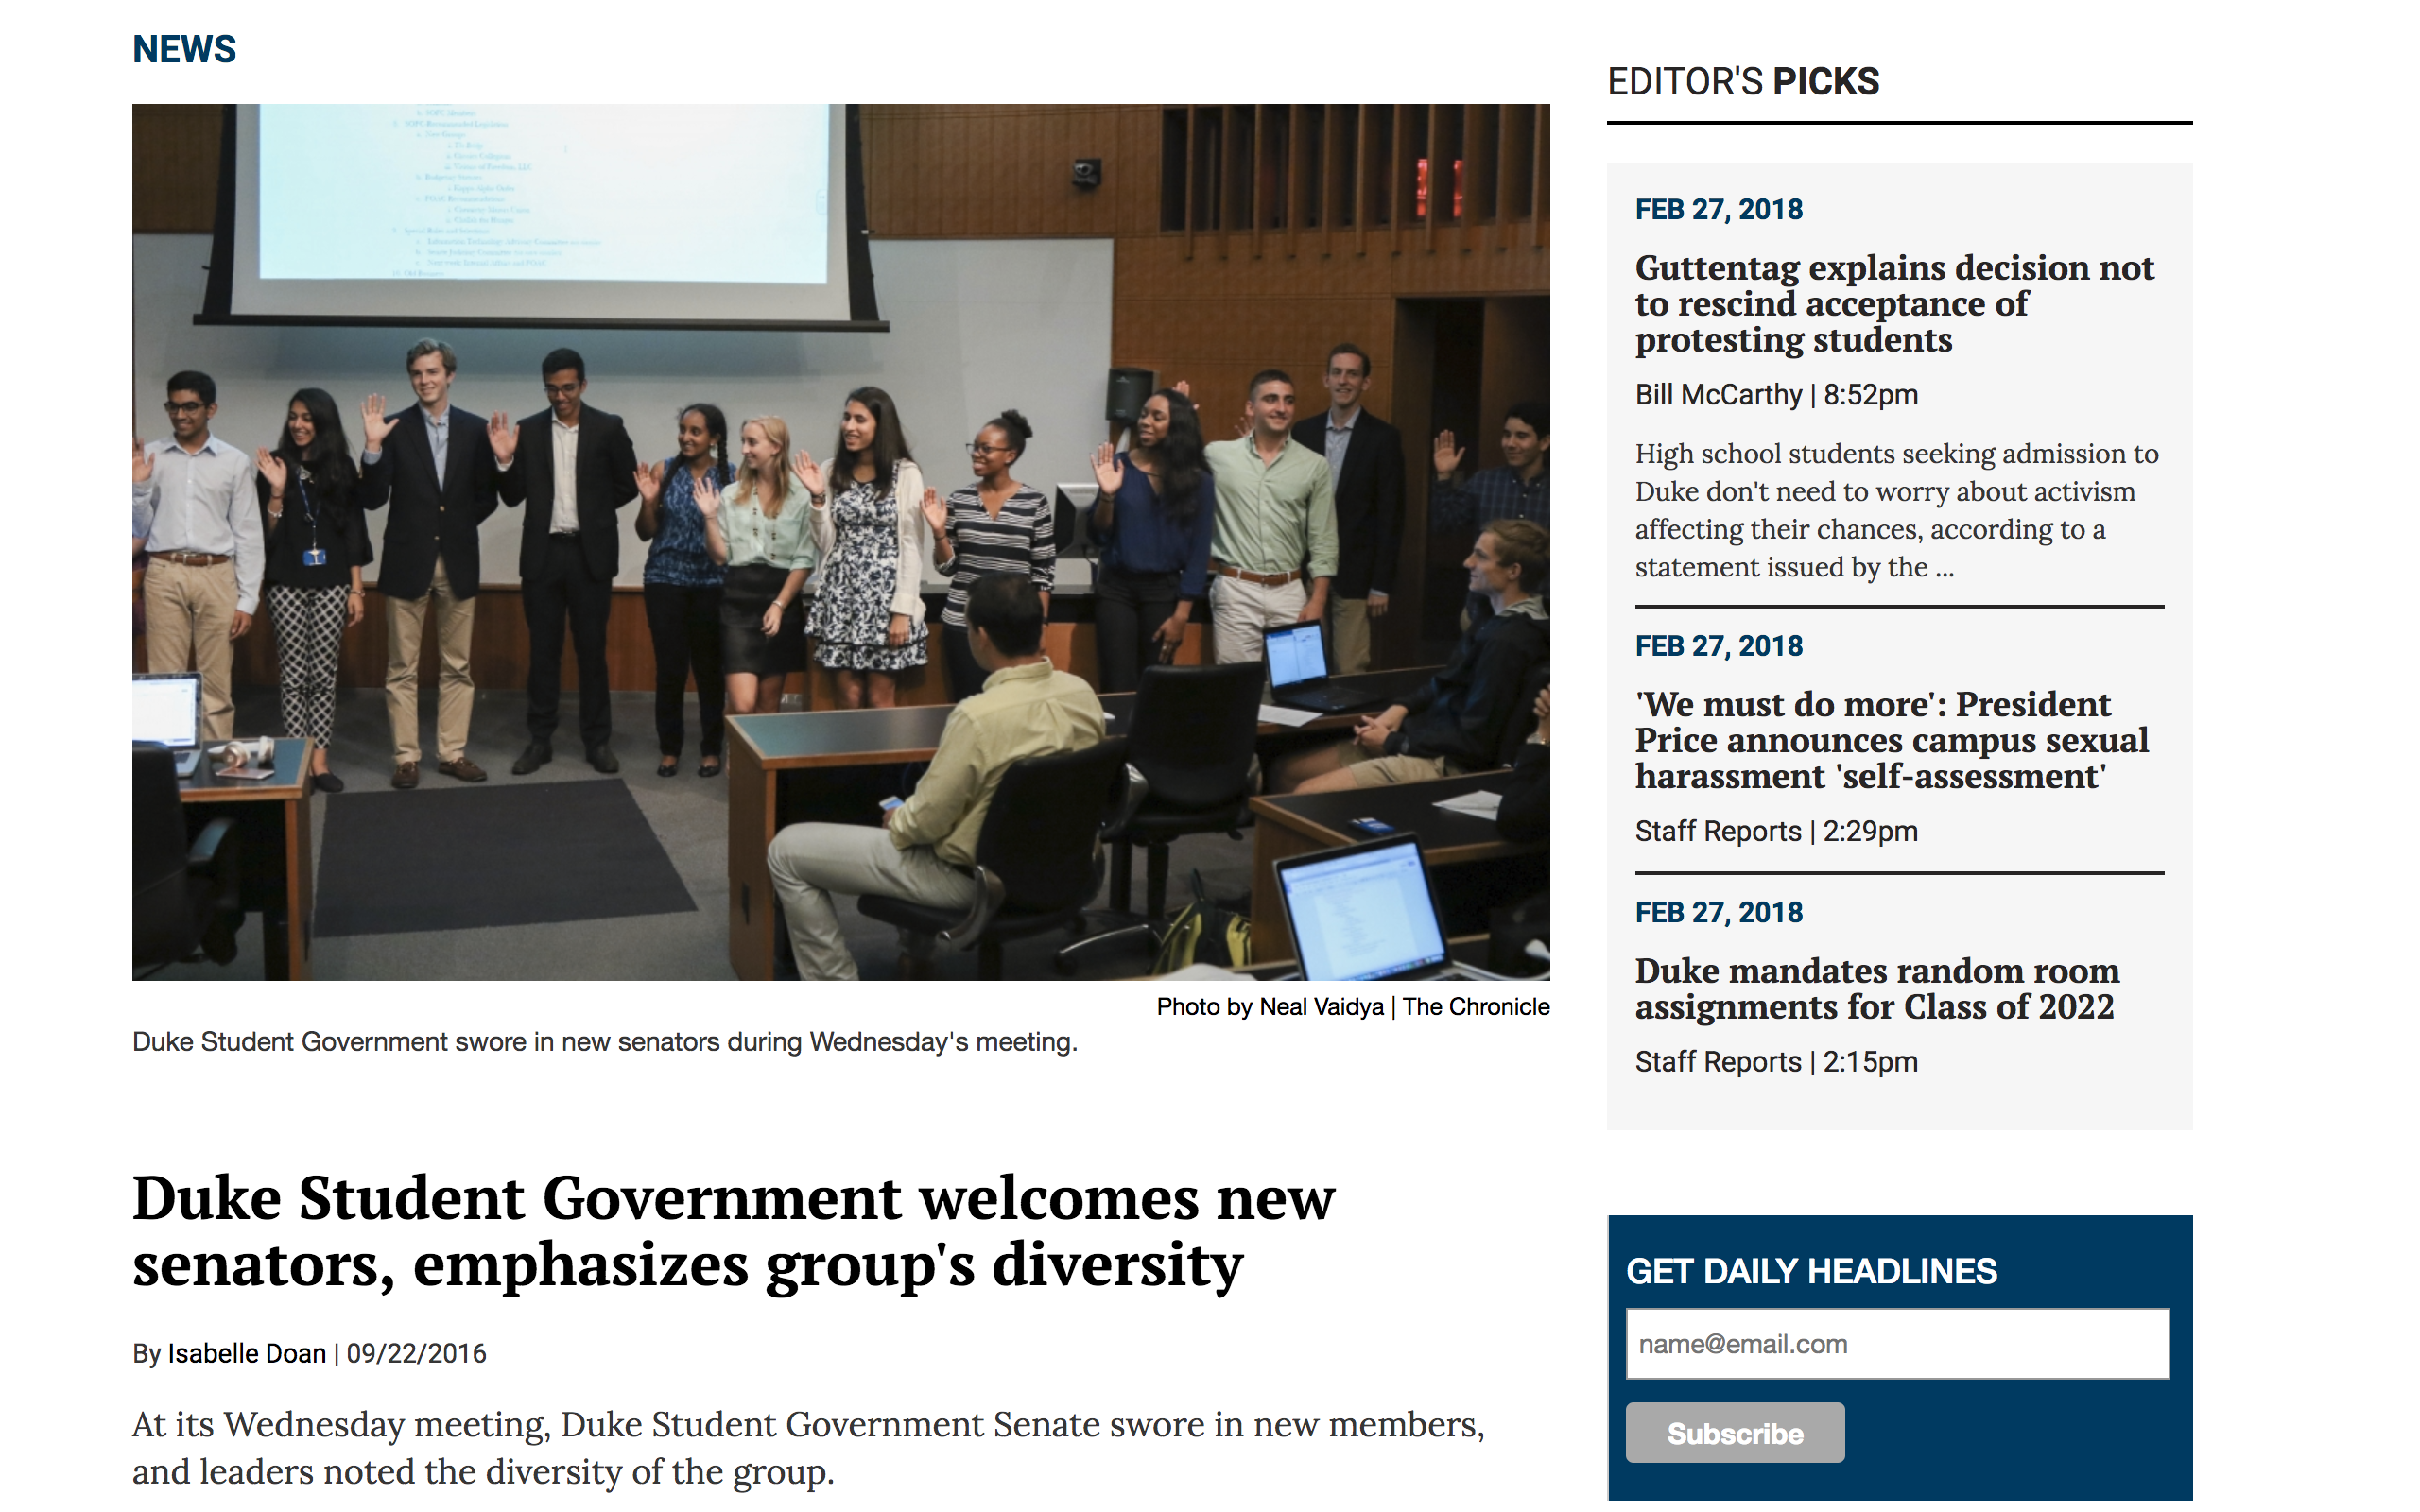 NEWS
Photo by Neal Vaidya | The Chronicle
Duke Student Government swore in new senators during Wednesday's meeting.
Duke Student Government welcomes new
senators, emphasizes group's diversity
By Isabelle Doan | 09/22/2016
At its Wednesday meeting, Duke Student Government Senate swore in new members,
and leaders noted the diversity of the group.
EDITOR'S PICKS
FEB 27, 2018
Guttentag explains decision not
to rescind acceptance of
protesting students
Bill McCarthy | 8:52pm
High school students seeking admission to
Duke don't need to worry about activism
affecting their chances, according to a
statement issued by the ...
FEB 27, 2018
'We must do more': President
Price announces campus sexual
harassment 'self-assessment'
Staff Reports | 2:29pm
FEB 27, 2018
Duke mandates random room
assignments for Class of 2022
Staff Reports | 2:15pm
GET DAILY HEADLINES
name@email.com
Subscribe